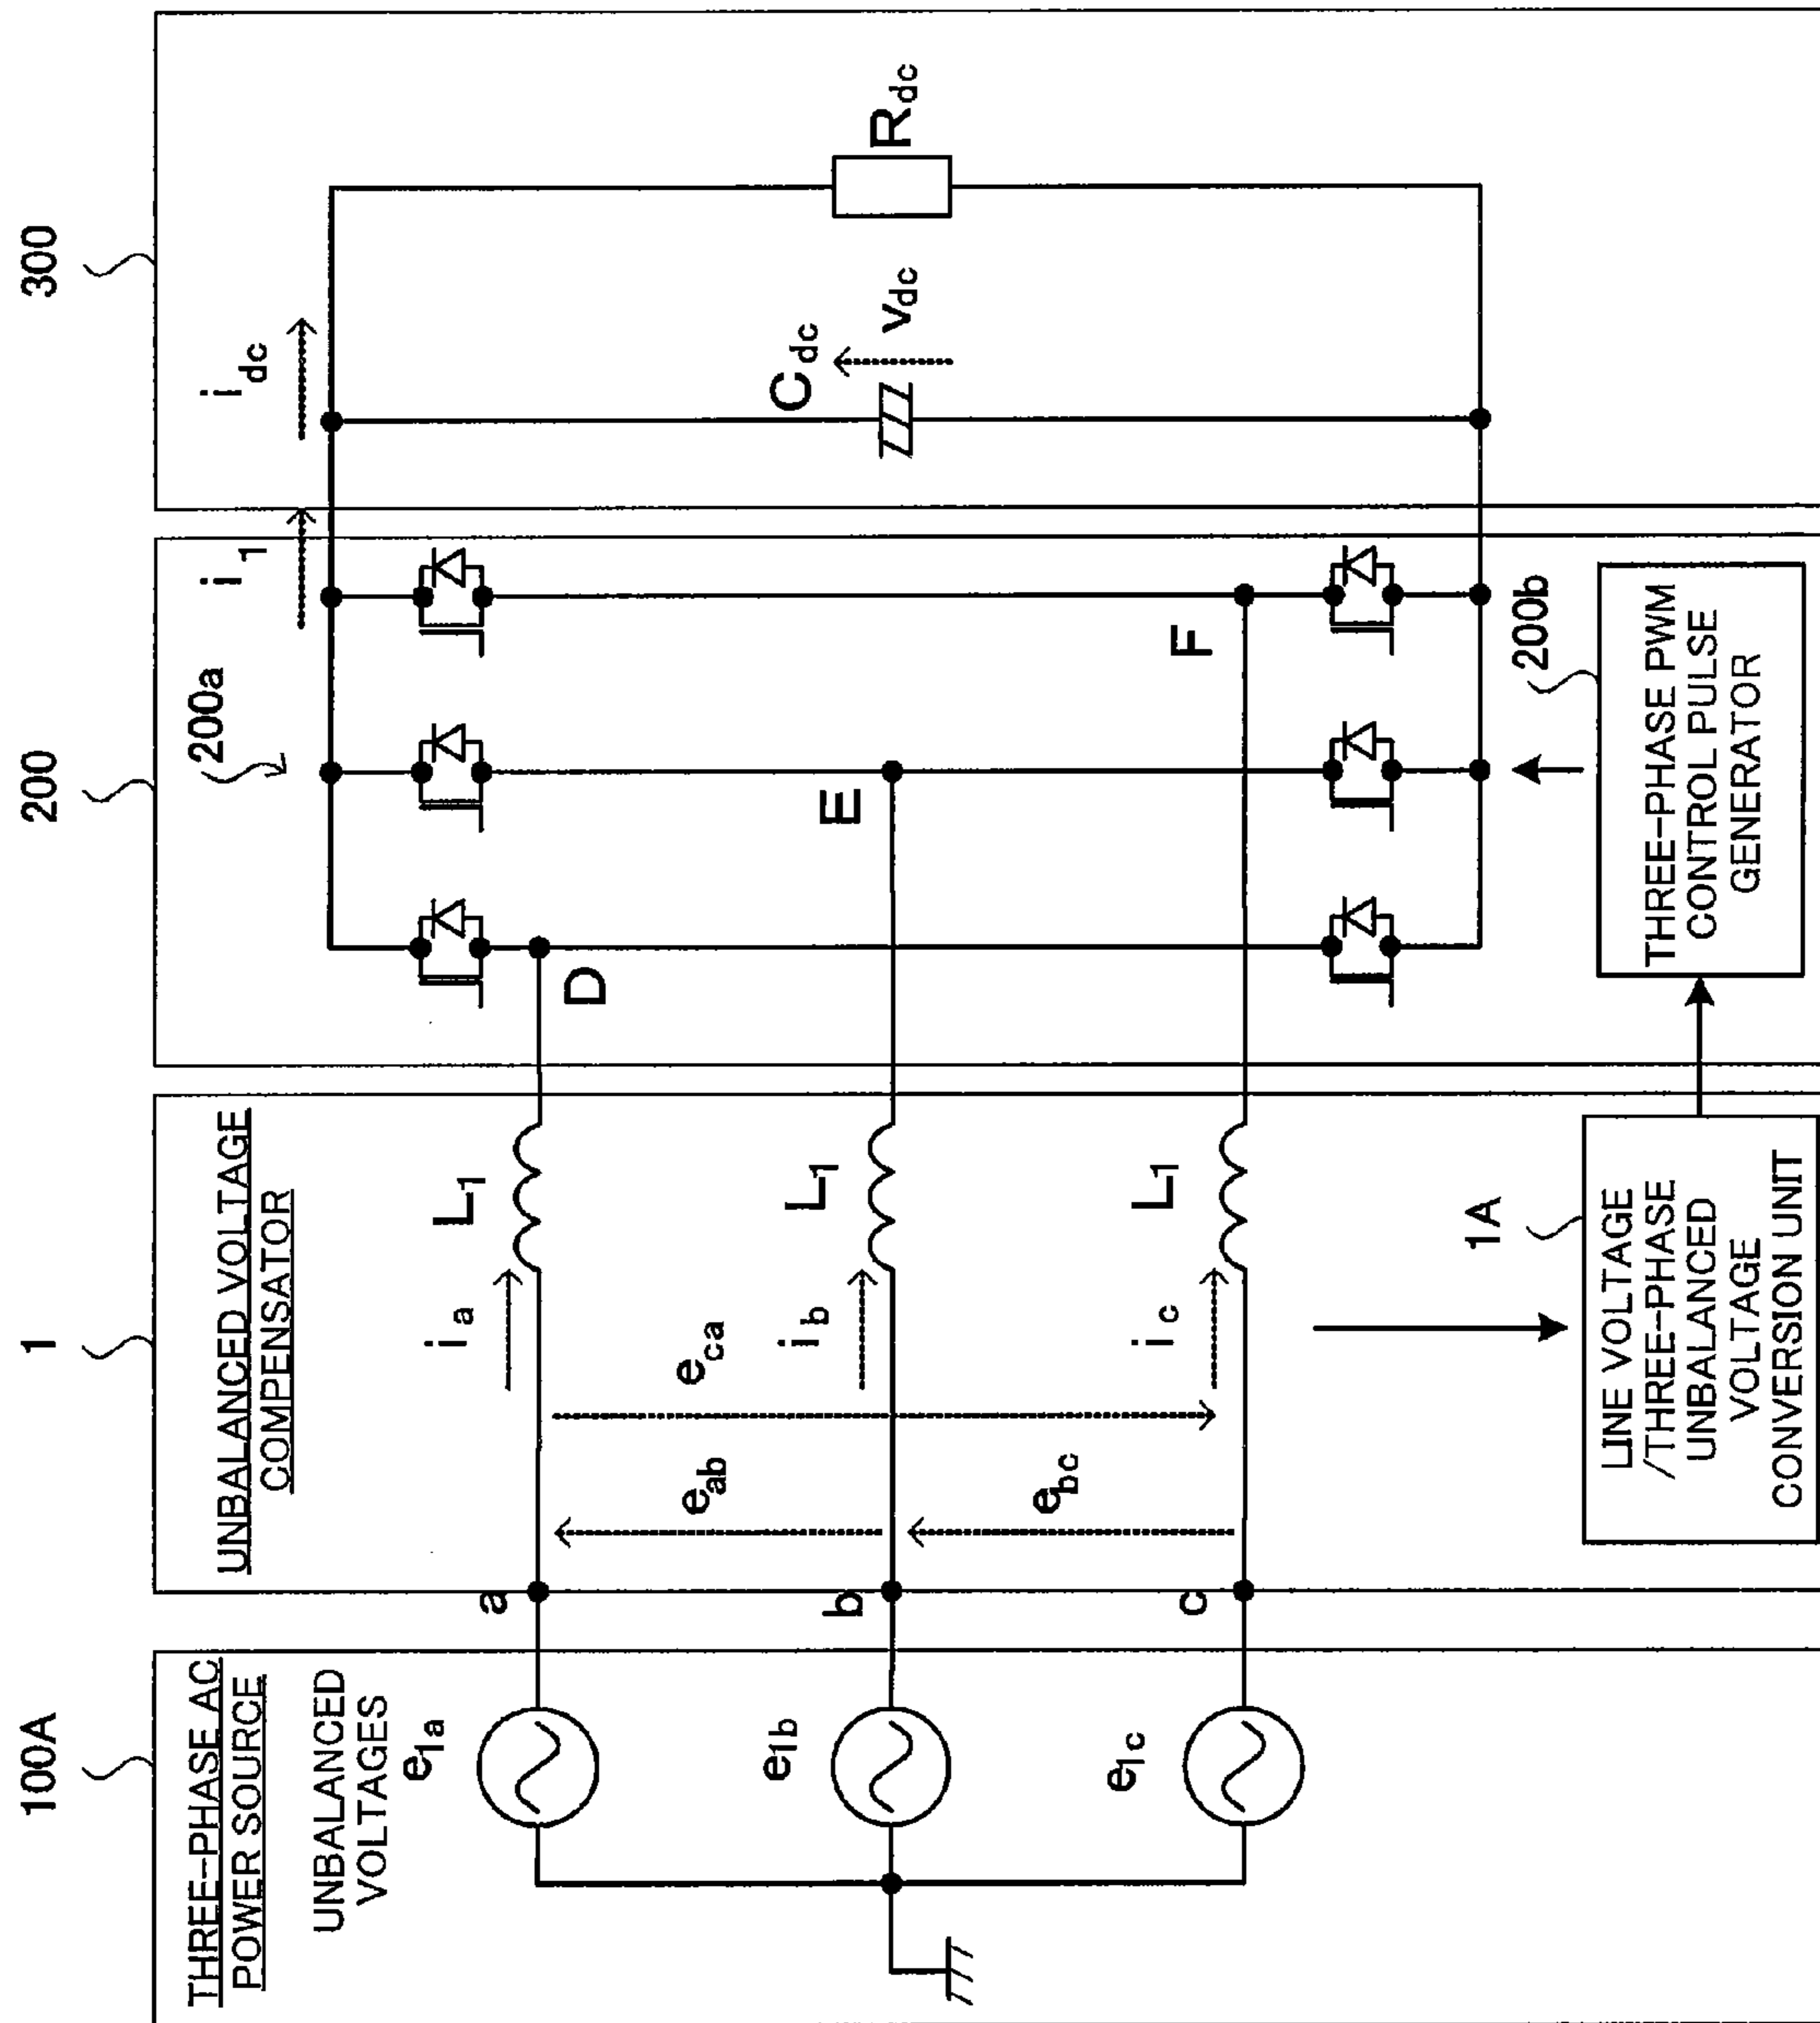 100A
1
200
300
THREE-PHASE AC
POWER SOURCE
UNBALANCED
VOLTAGES
e1a
e1b
e1c
UNBALANCED VOLTAGE
COMPENSATOR
a
b
c
eab
ebc
eca
ia
ib
ic
L1
L1
L1
1A
LINE VOLTAGE
/THREE-PHASE
UNBALANCED
VOLTAGE
CONVERSION UNIT
200a
i1
D
E
F
200b
THREE-PHASE PWM
CONTROL PULSE
GENERATOR
idc
Cdc
Vdc
Rdc